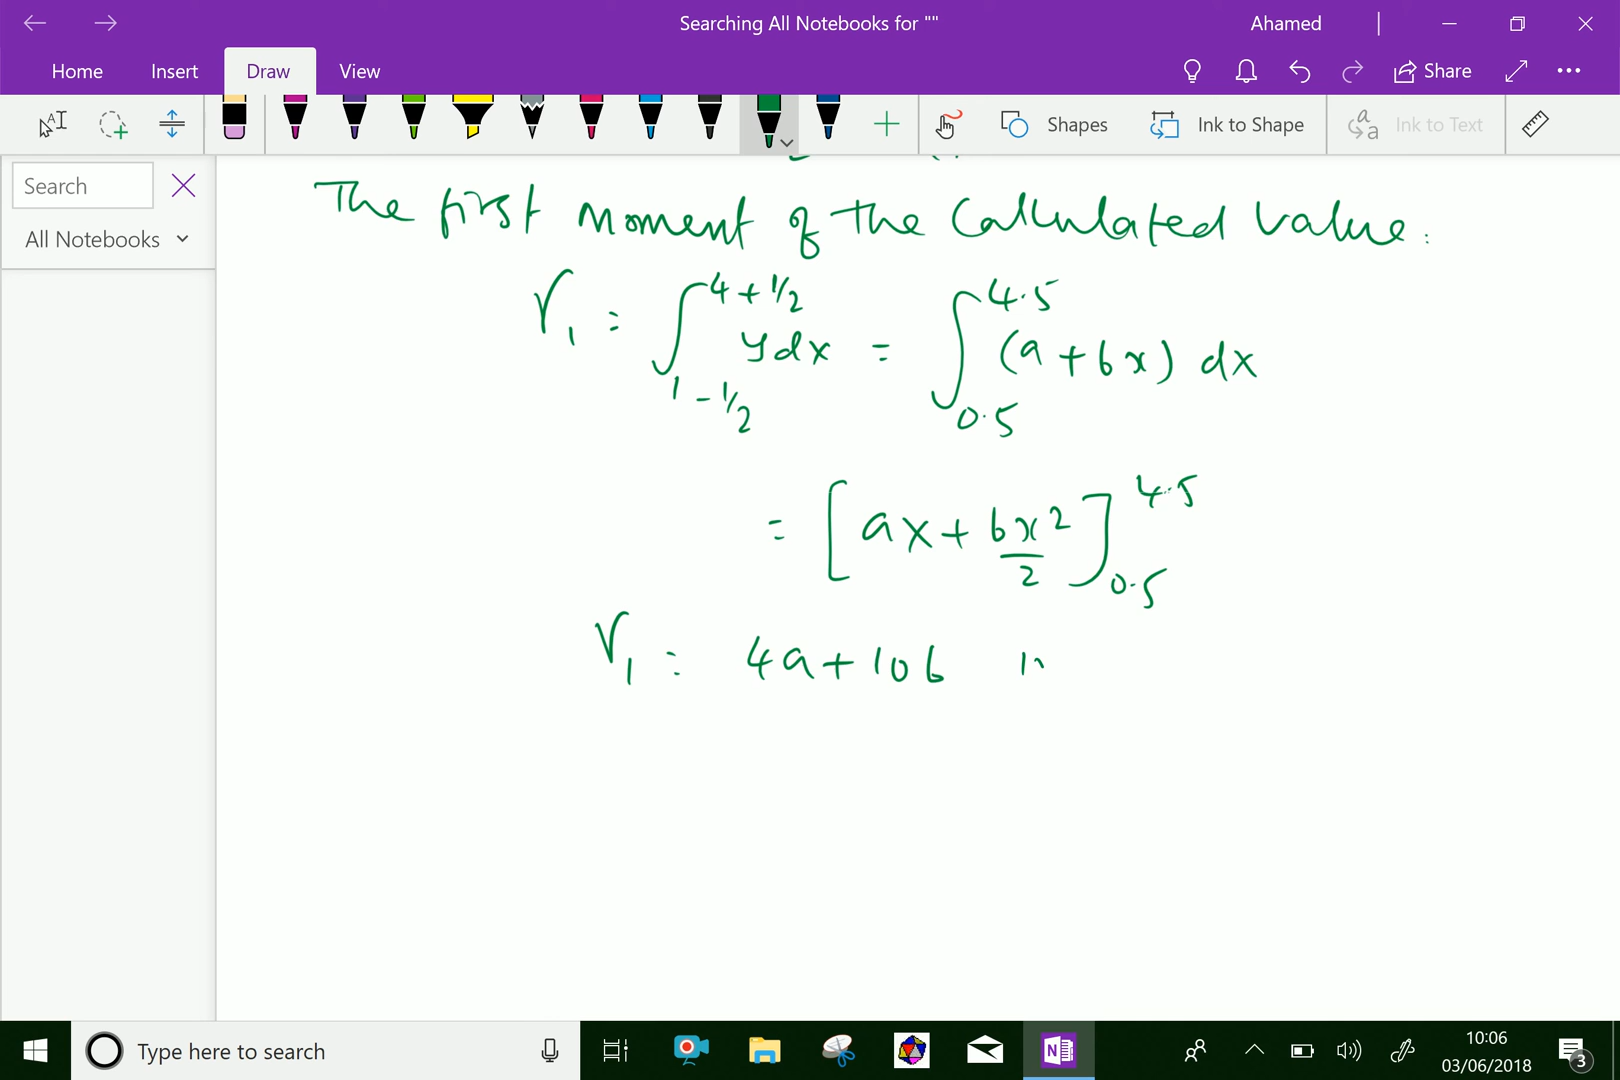 Searching All Notebooks for ""
Ahamed
Home Insert Draw View
Share
Shapes
Ink to Shape
Ink to Text
Search
All Notebooks
The first moment of the Calculated Value.
γ₁ = ∫_{1-1/2}^{4+1/2} y dx = ∫_{0.5}^{4.5} (a+bx) dx
= [ax + bx²/2]_{0.5}^{4.5}
γ₁ = 4a+10b
Type here to search
10:06
03/06/2018
3